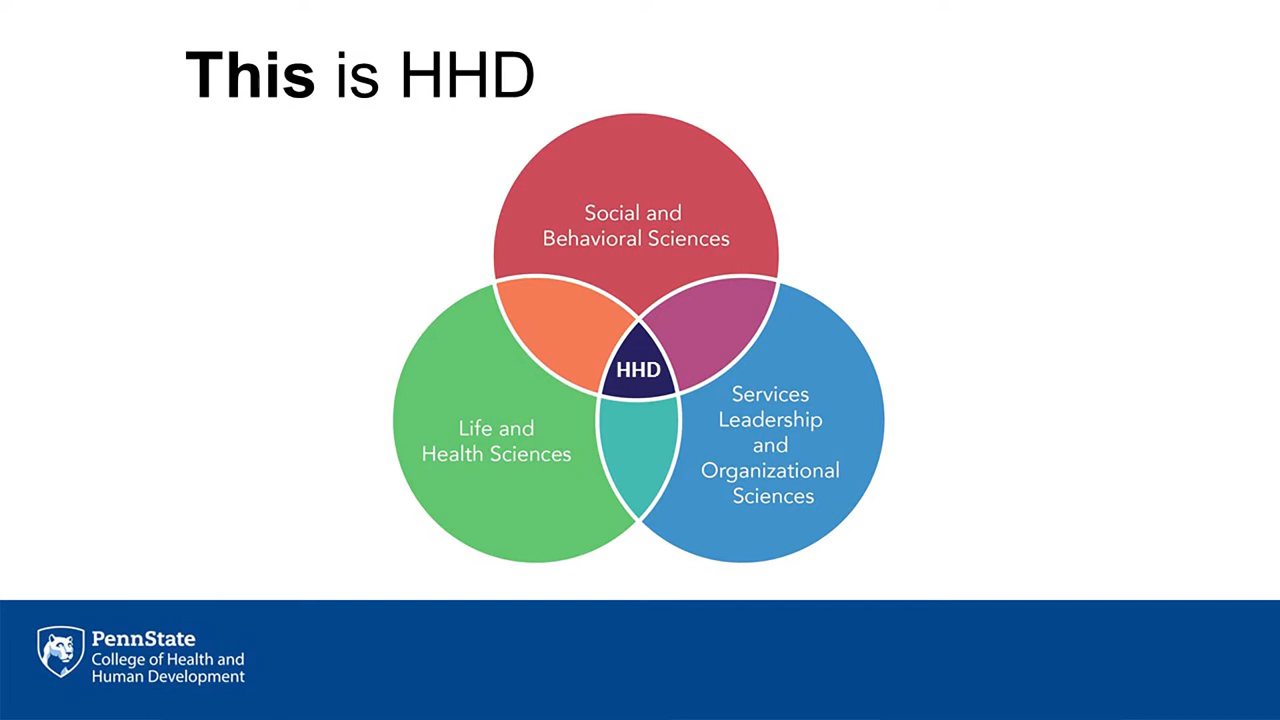 This is HHD
Social and
Behavioral Sciences
HHD
Life and
Health Sciences
Services
Leadership
and
Organizational
Sciences
PennState
College of Health and
Human Development